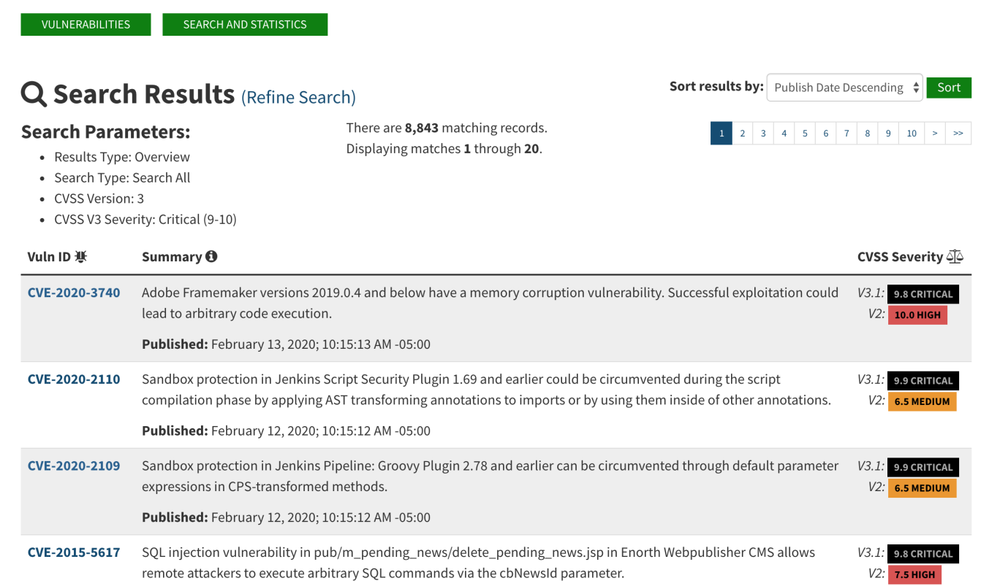 VULNERABILITIES
SEARCH AND STATISTICS
Search Results (Refine Search)
Sort results by: Publish Date Descending Sort
Search Parameters:
• Results Type: Overview
• Search Type: Search All
• CVSS Version: 3
• CVSS V3 Severity: Critical (9-10)
There are 8,843 matching records.
Displaying matches 1 through 20.
1 2 3 4 5 6 7 8 9 10 > >>
Vuln ID Summary CVSS Severity
CVE-2020-3740
Adobe Framemaker versions 2019.0.4 and below have a memory corruption vulnerability. Successful exploitation could
lead to arbitrary code execution.
Published: February 13, 2020; 10:15:13 AM -05:00
V3.1: 9.8 CRITICAL
V2: 10.0 HIGH
CVE-2020-2110
Sandbox protection in Jenkins Script Security Plugin 1.69 and earlier could be circumvented during the script
compilation phase by applying AST transforming annotations to imports or by using them inside of other annotations.
Published: February 12, 2020; 10:15:12 AM -05:00
V3.1: 9.9 CRITICAL
V2: 6.5 MEDIUM
CVE-2020-2109
Sandbox protection in Jenkins Pipeline: Groovy Plugin 2.78 and earlier can be circumvented through default parameter
expressions in CPS-transformed methods.
Published: February 12, 2020; 10:15:12 AM -05:00
V3.1: 9.9 CRITICAL
V2: 6.5 MEDIUM
CVE-2015-5617
SQL injection vulnerability in pub/m_pending_news/delete_pending_news.jsp in Enorth Webpublisher CMS allows
remote attackers to execute arbitrary SQL commands via the cbNewsId parameter.
V3.1: 9.8 CRITICAL
V2: 7.5 HIGH